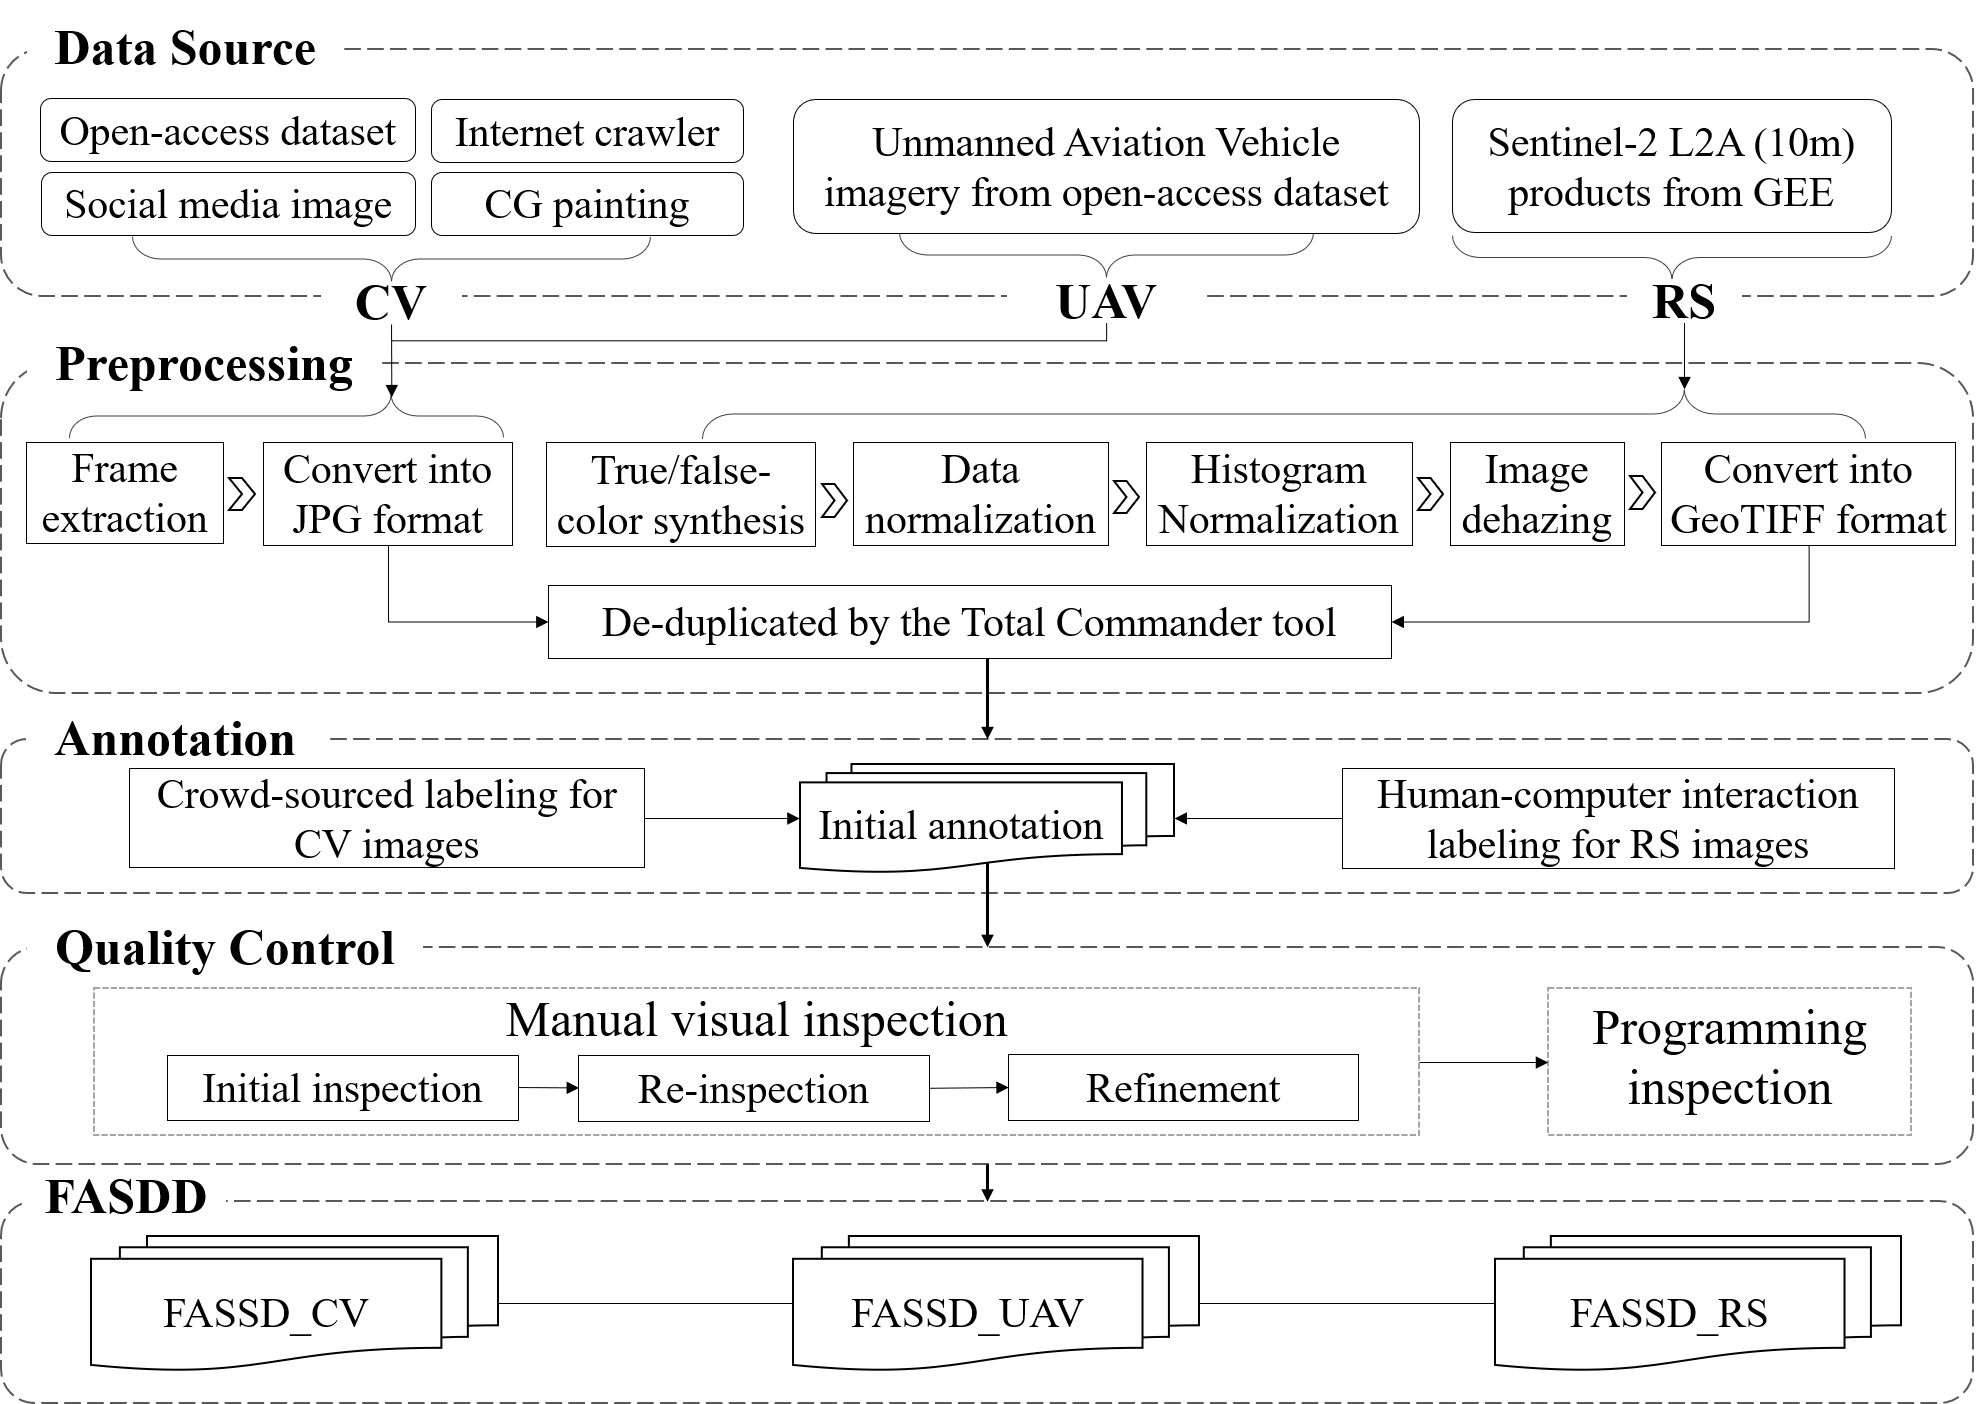 Data Source
Open-access dataset
Internet crawler
Social media image
CG painting
Unmanned Aviation Vehicle
imagery from open-access dataset
Sentinel-2 L2A (10m)
products from GEE
CV
UAV
RS
Preprocessing
Frame
extraction
Convert into
JPG format
True/false-
color synthesis
Data
normalization
Histogram
Normalization
Image
dehazing
Convert into
GeoTIFF format
De-duplicated by the Total Commander tool
Annotation
Crowd-sourced labeling for
CV images
Initial annotation
Human-computer interaction
labeling for RS images
Quality Control
Manual visual inspection
Initial inspection
Re-inspection
Refinement
Programming
inspection
FASDD
FASSD_CV
FASSD_UAV
FASSD_RS